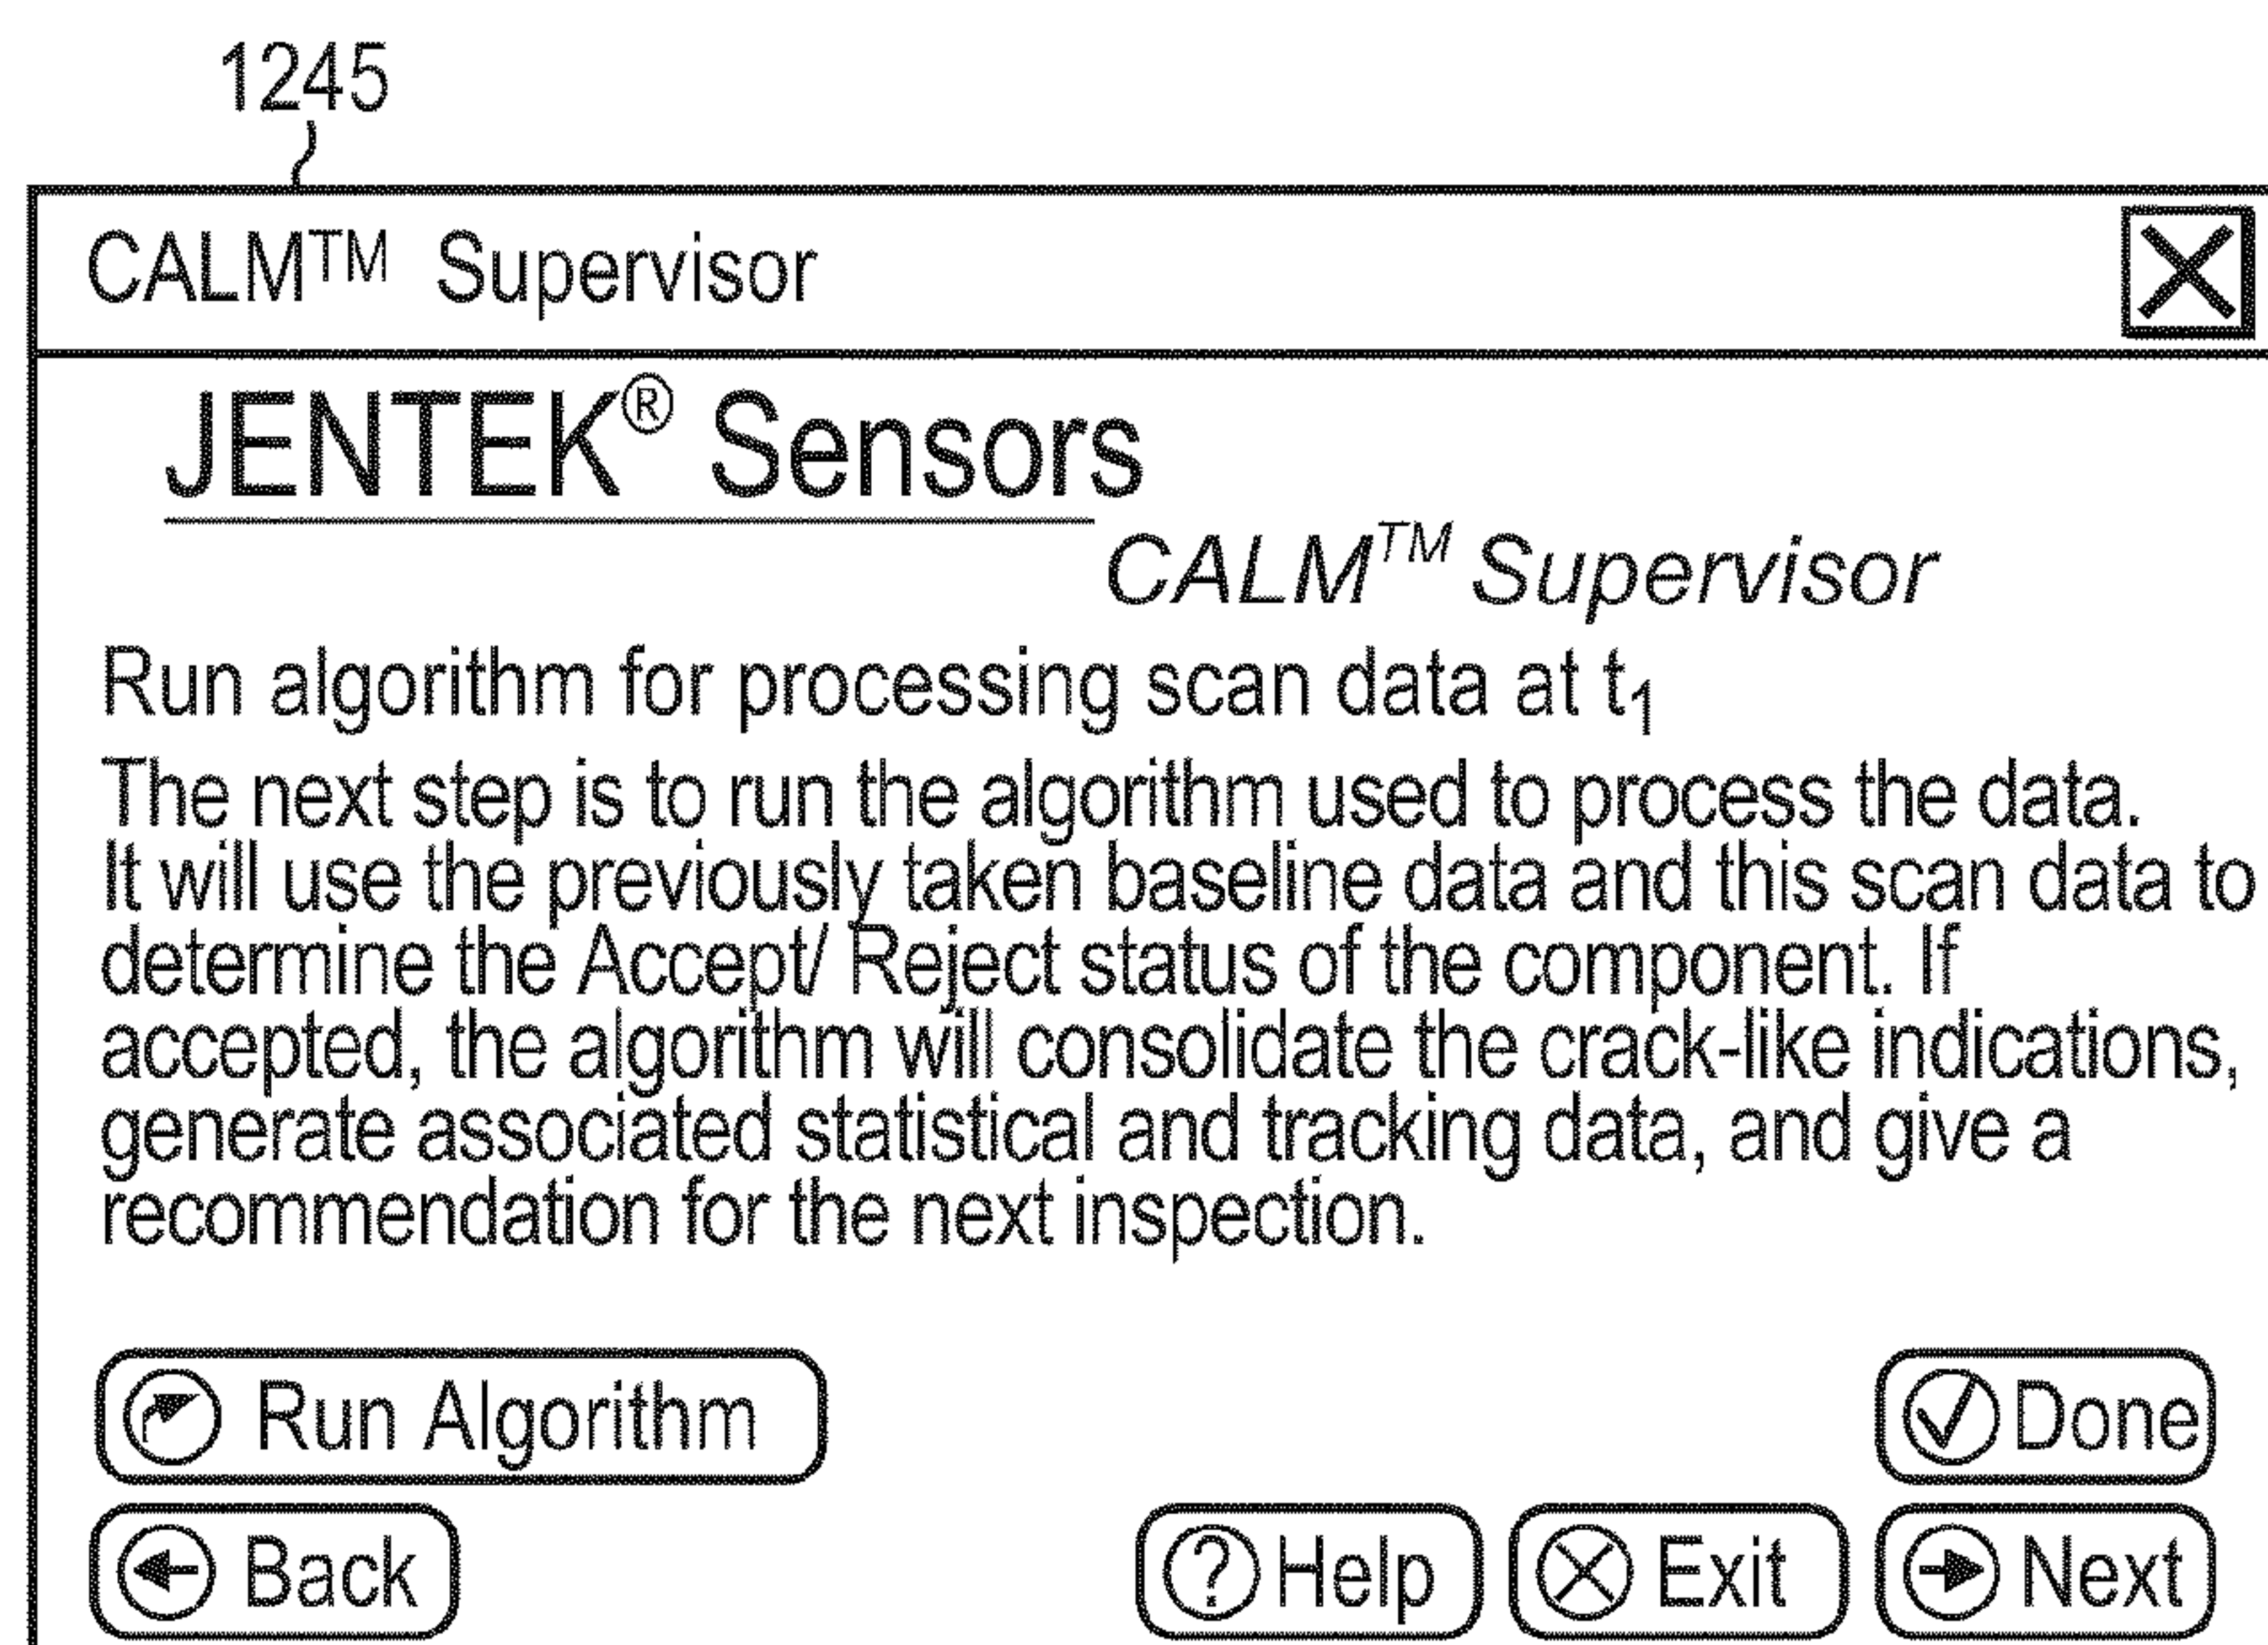 1245
CALM™ Supervisor
JENTEK® Sensors
CALM™ Supervisor
Run algorithm for processing scan data at t₁
The next step is to run the algorithm used to process the data.
It will use the previously taken baseline data and this scan data to
determine the Accept/ Reject status of the component. If
accepted, the algorithm will consolidate the crack-like indications,
generate associated statistical and tracking data, and give a
recommendation for the next inspection.
Run Algorithm
Done
Back
Help
Exit
Next